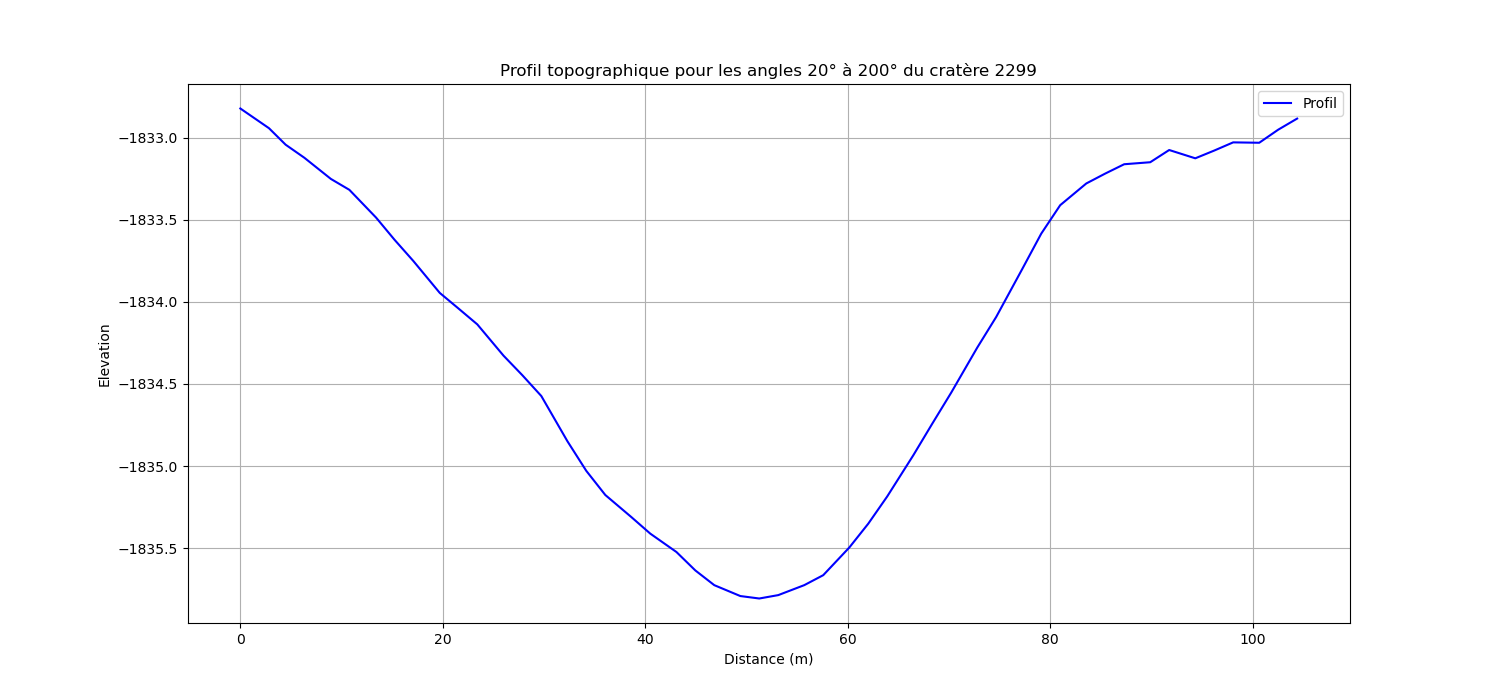 Profil topographique pour les angles 20° à 200° du cratère 2299
Profil
−1833.0
−1833.5
−1834.0
−1834.5
−1835.0
−1835.5
Elevation
0 20 40 60 80 100
Distance (m)